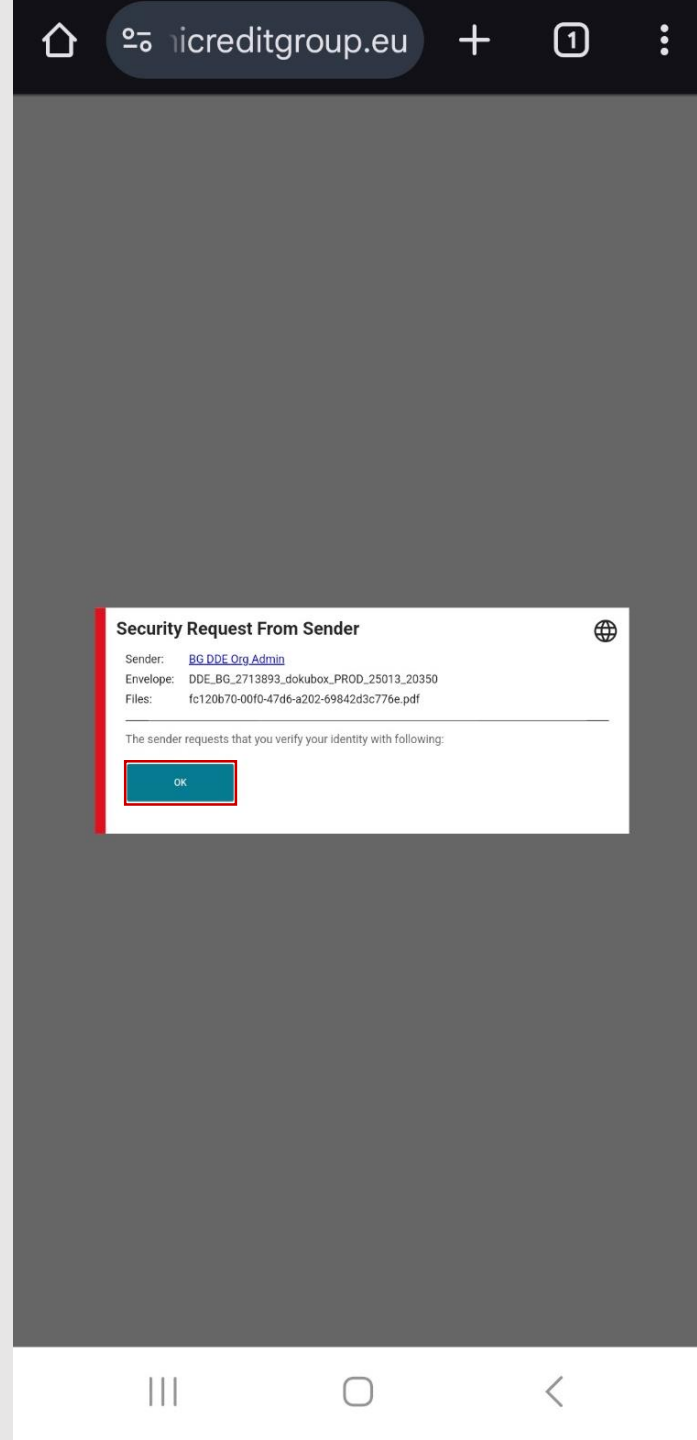 nicreditgroup.eu
1
Security Request From Sender
Sender: BG DDE Org Admin
Envelope: DDE_BG_2713893_dokubox_PROD_25013_20350
Files: fc120b70-00f0-47d6-a202-69842d3c776e.pdf
The sender requests that you verify your identity with following:
OK